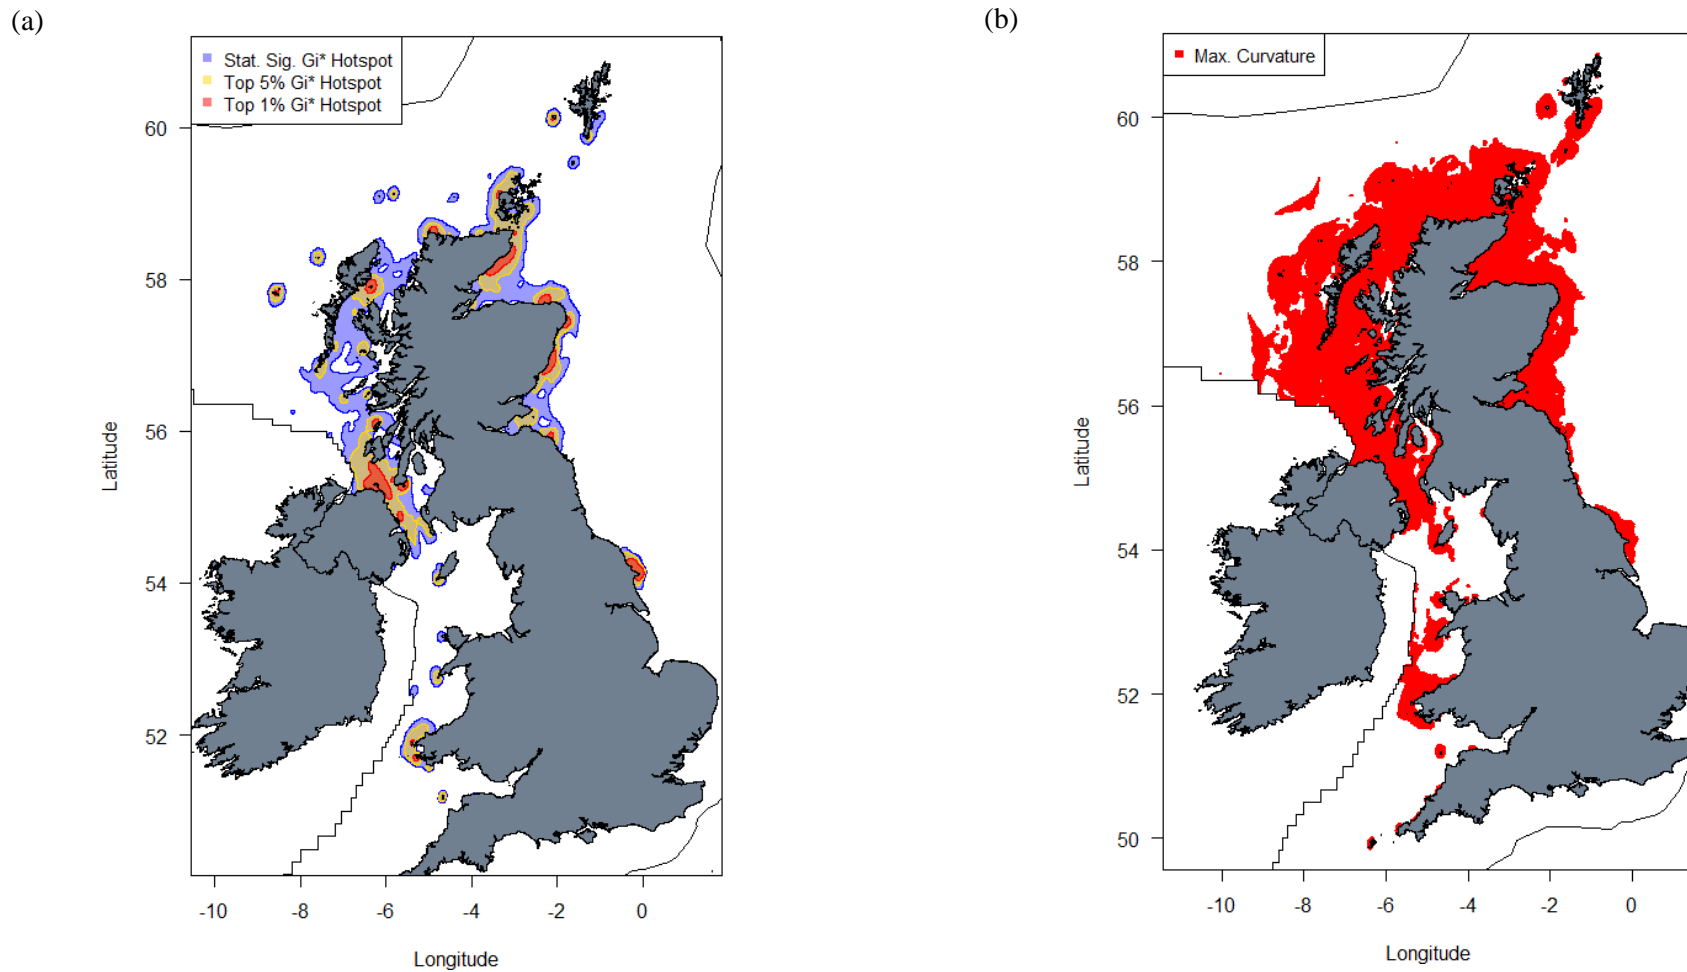 (a)
Stat. Sig. Gi* Hotspot
Top 5% Gi* Hotspot
Top 1% Gi* Hotspot
60
58
56
54
52
Latitude
-10 -8 -6 -4 -2 0
Longitude
(b)
Max. Curvature
60
58
56
54
52
50
Latitude
-10 -8 -6 -4 -2 0
Longitude